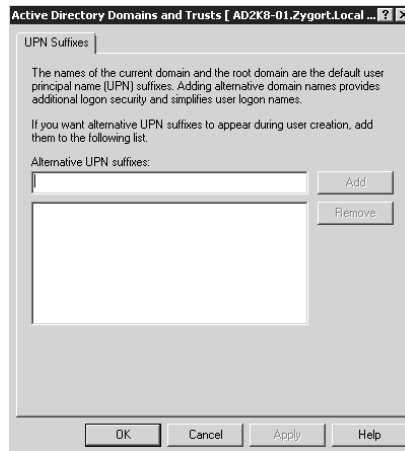 Active Directory Domains and Trusts [ AD2K8-01.Zygort.Local ... ? X
UPN Suffixes
The names of the current domain and the root domain are the default user
principal name (UPN) suffixes. Adding alternative domain names provides
additional logon security and simplifies user logon names.
If you want alternative UPN suffixes to appear during user creation, add
them to the following list.
Alternative UPN suffixes:
Add
Remove
OK Cancel Apply Help